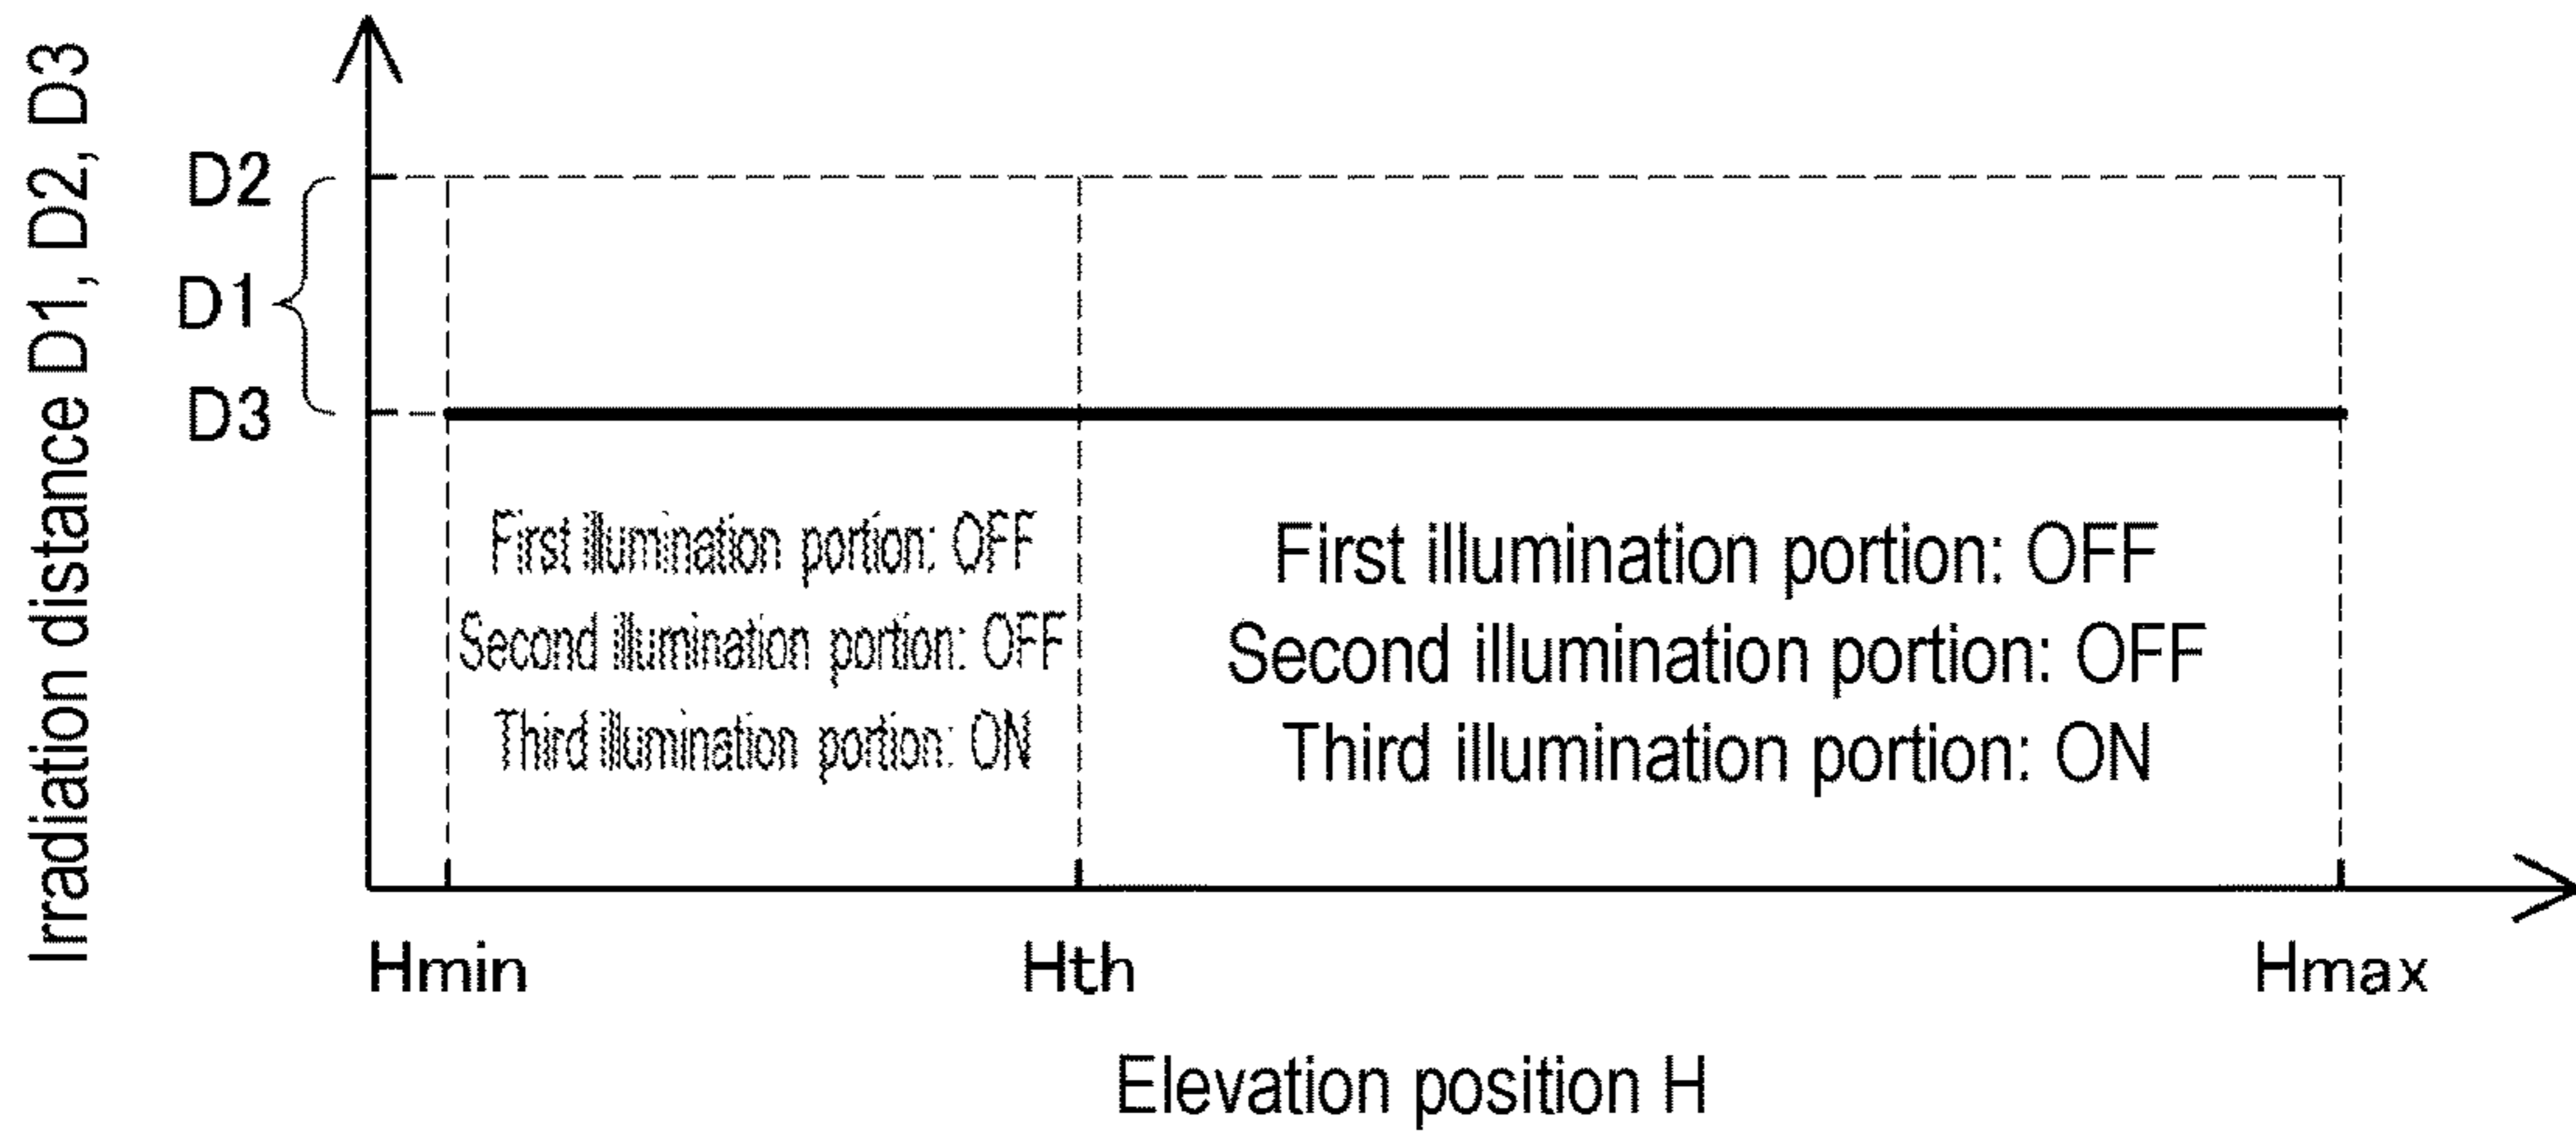 Irradiation distance D1, D2, D3
D2
D1
D3
First illumination portion: OFF
Second illumination portion: OFF
Third illumination portion: ON
First illumination portion: OFF
Second illumination portion: OFF
Third illumination portion: ON
Hmin
Hth
Hmax
Elevation position H